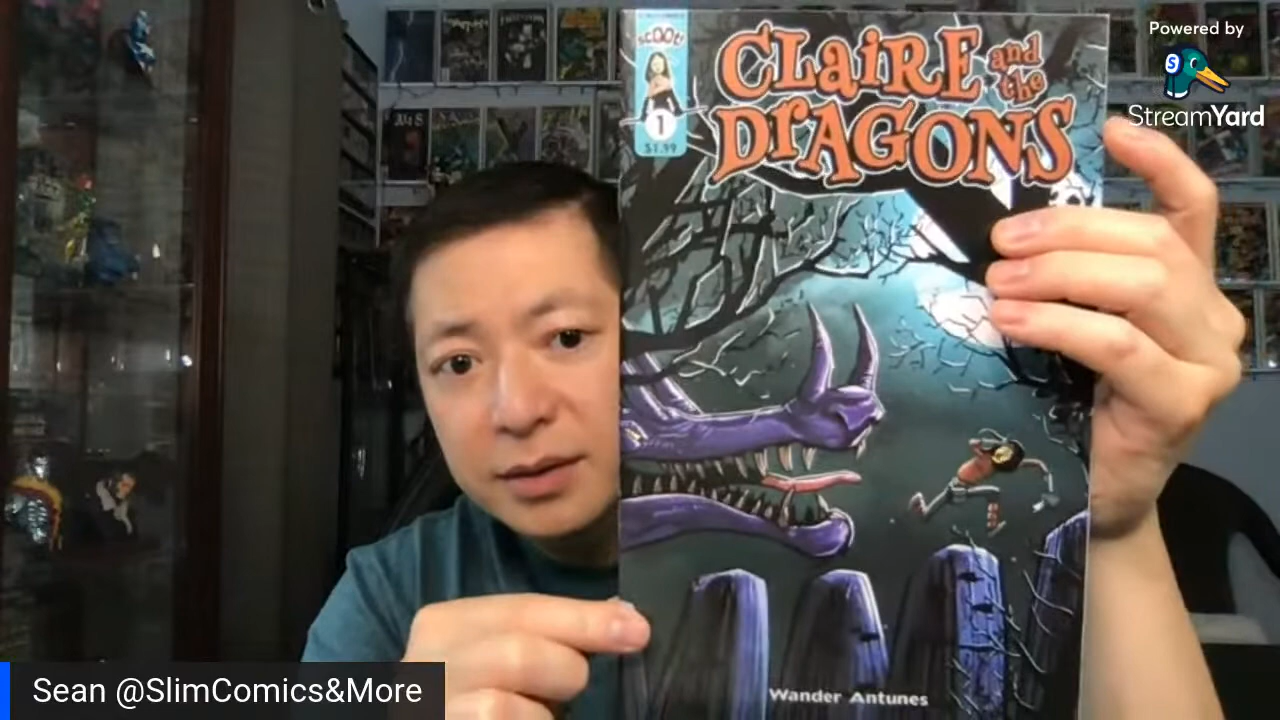 Powered by
StreamYard
SCOOT!
1
$1.99
CLaiRE and
the
DRAGONS
Wander Antunes
Sean @SlimComics&More